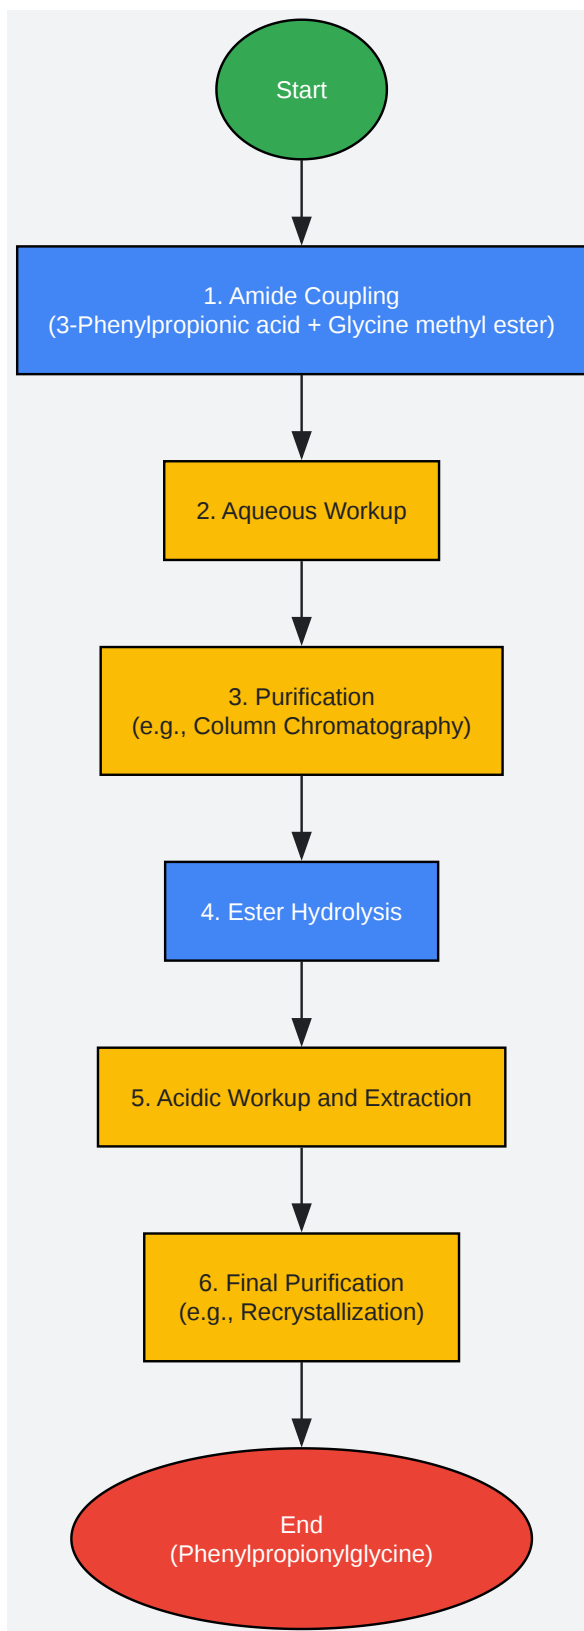 Start
1. Amide Coupling
(3-Phenylpropionic acid + Glycine methyl ester)
2. Aqueous Workup
3. Purification
(e.g., Column Chromatography)
4. Ester Hydrolysis
5. Acidic Workup and Extraction
6. Final Purification
(e.g., Recrystallization)
End
(Phenylpropionylglycine)